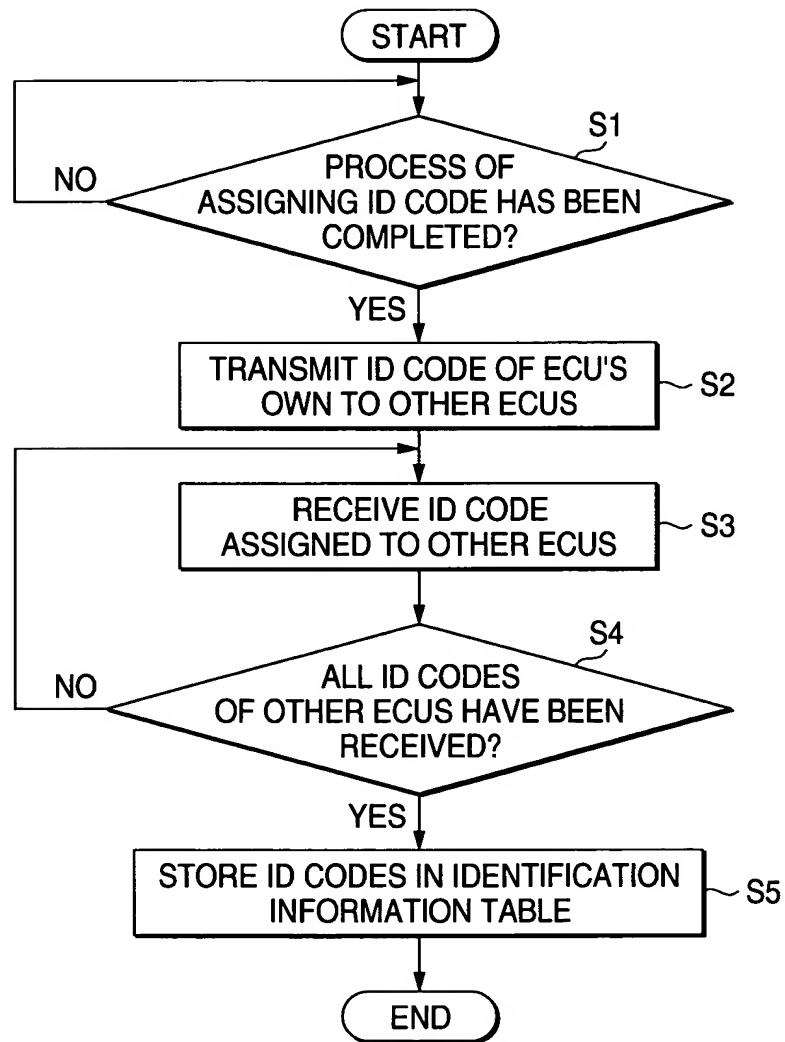 START
S1
PROCESS OF
ASSIGNING ID CODE HAS BEEN
COMPLETED?
NO
YES
TRANSMIT ID CODE OF ECU'S
OWN TO OTHER ECUS
S2
RECEIVE ID CODE
ASSIGNED TO OTHER ECUS
S3
S4
ALL ID CODES
OF OTHER ECUS HAVE BEEN
RECEIVED?
NO
YES
STORE ID CODES IN IDENTIFICATION
INFORMATION TABLE
S5
END